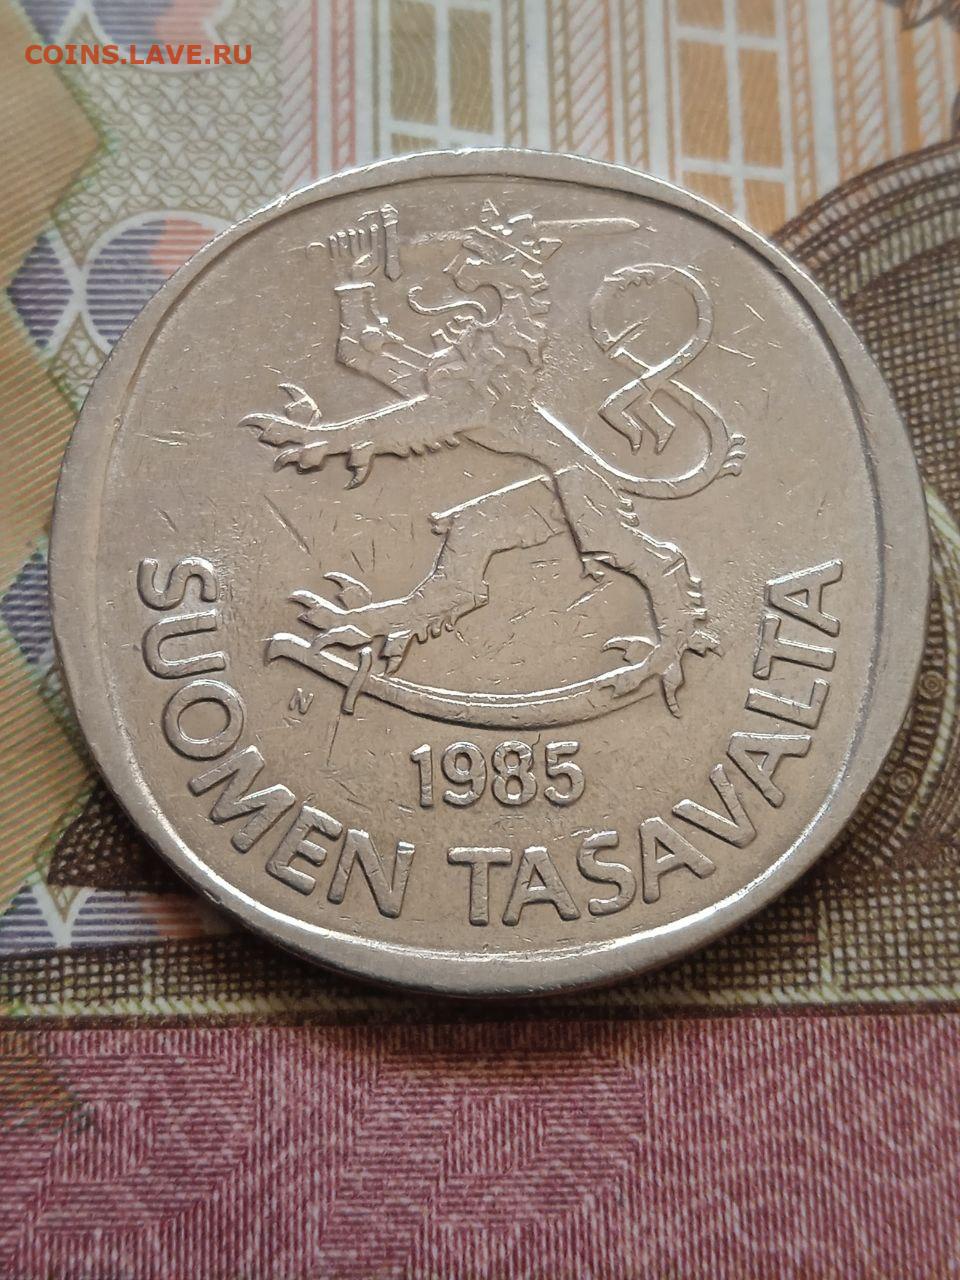 COINS.LAVE.RU
N
1985
SUOMEN TASAVALTA